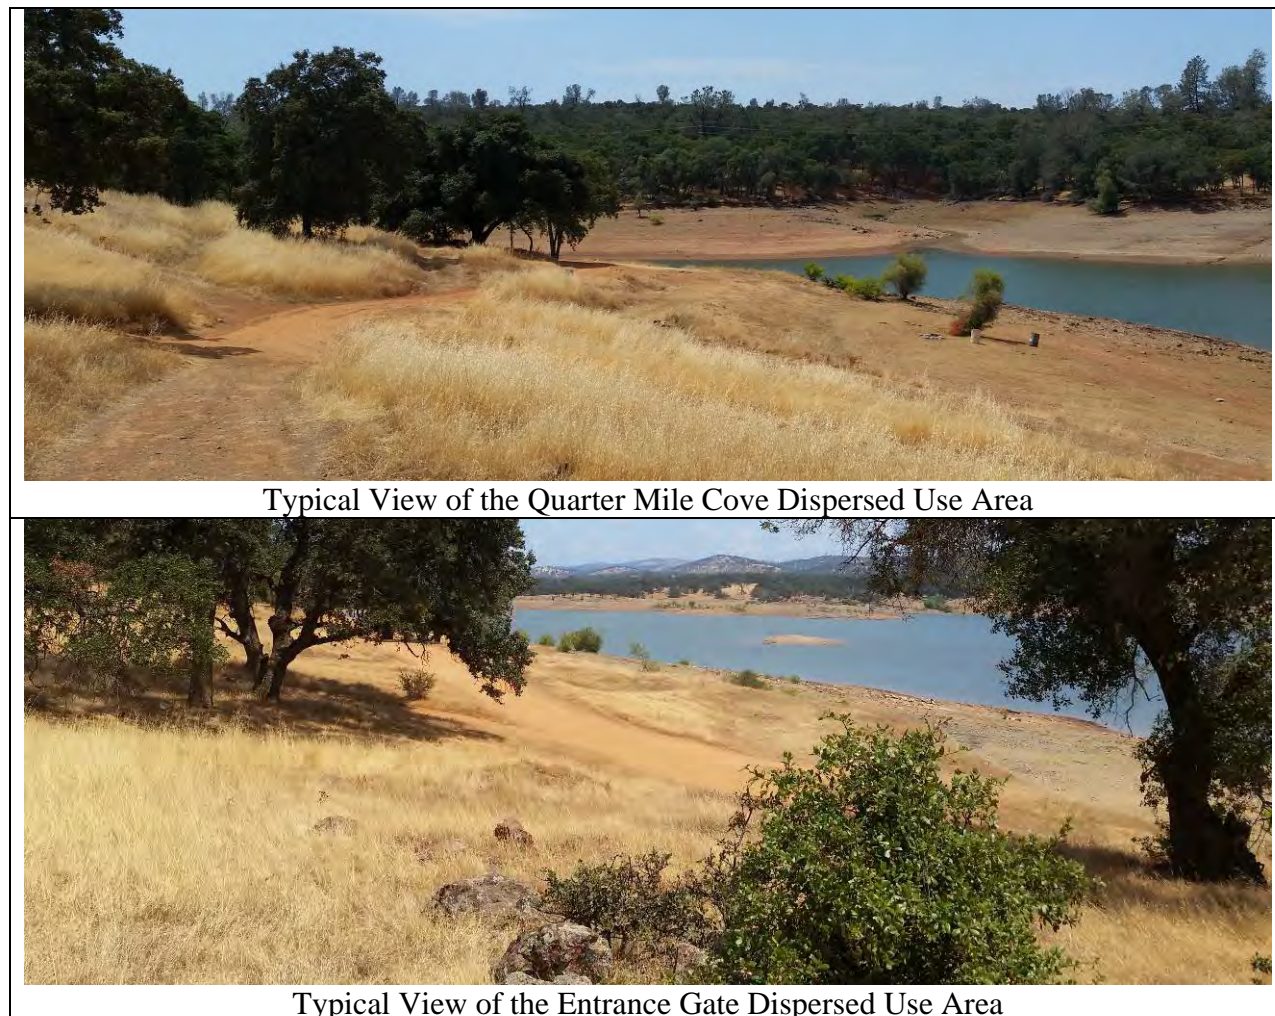 Typical View of the Quarter Mile Cove Dispersed Use Area
Typical View of the Entrance Gate Dispersed Use Area